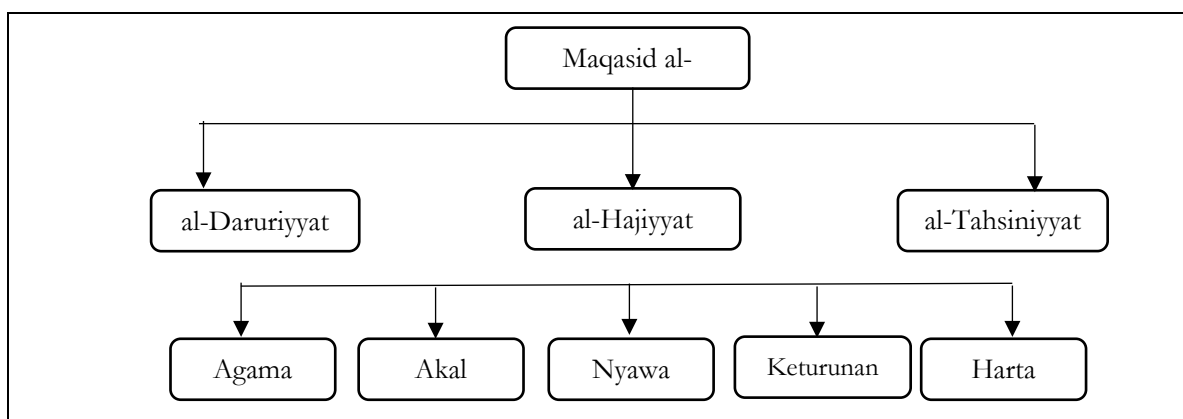 Maqasid al-
al-Daruriyyat
al-Hajiyyat
al-Tahsiniyyat
Agama
Akal
Nyawa
Keturunan
Harta